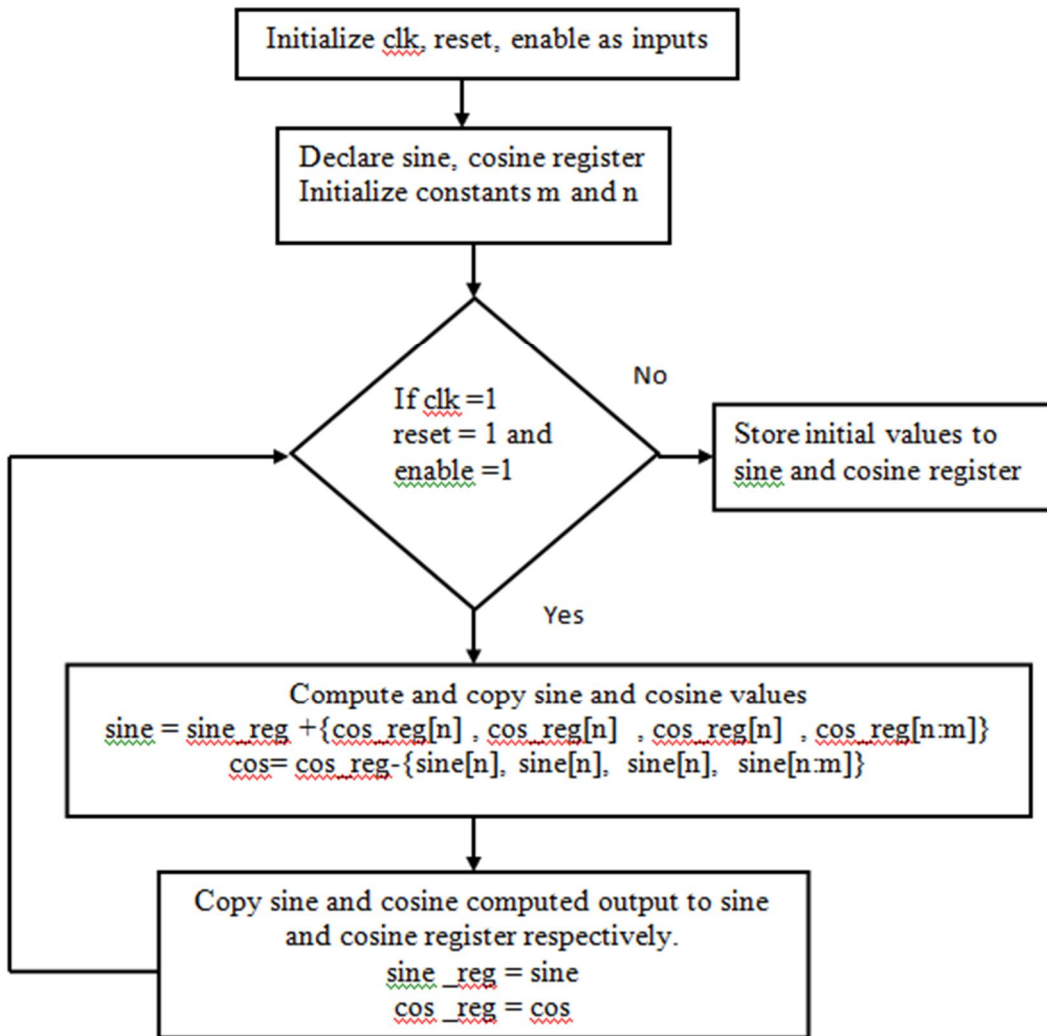 Initialize clk, reset, enable as inputs
Declare sine, cosine register
Initialize constants m and n
No
If clk =1
reset = 1 and
enable =1
Store initial values to
sine and cosine register
Yes
Compute and copy sine and cosine values
sine = sine_reg +{cos_reg[n] , cos_reg[n] , cos_reg[n] , cos_reg[n:m]}
cos= cos_reg-{sine[n], sine[n], sine[n], sine[n:m]}
Copy sine and cosine computed output to sine
and cosine register respectively.
sine _reg = sine
cos _reg = cos